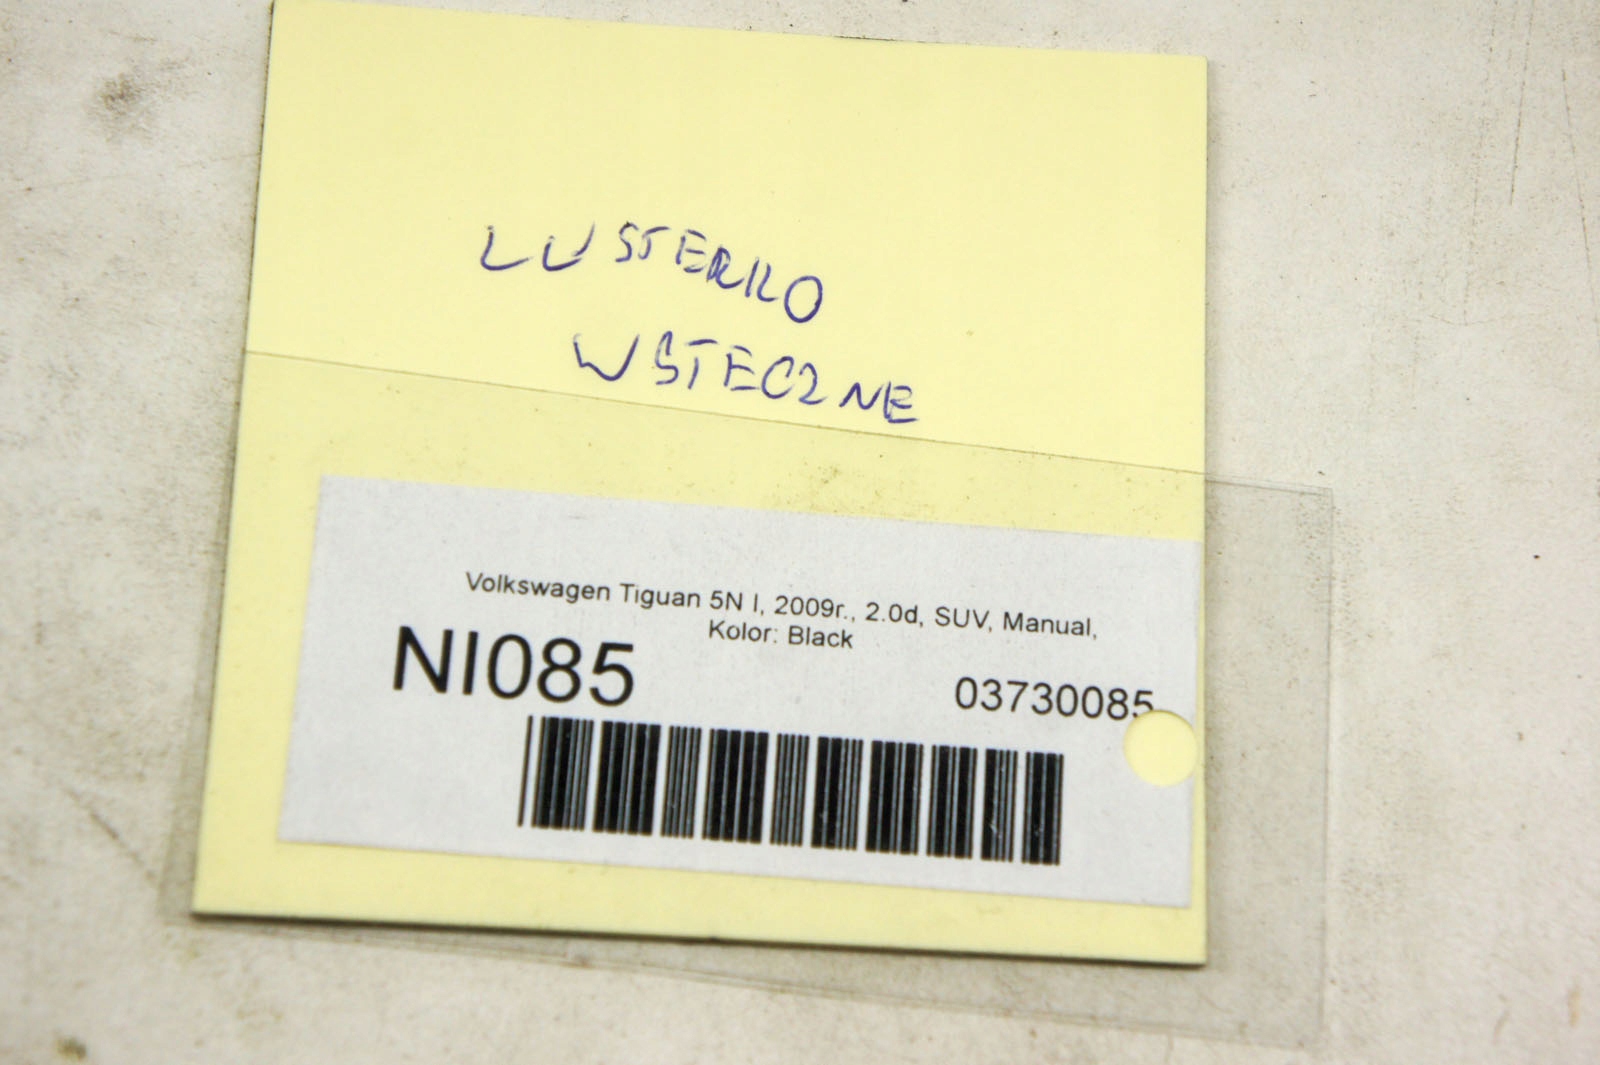 LUSTERKO
WSTECZNE
Volkswagen Tiguan 5N I, 2009r., 2.0d, SUV, Manual,
Kolor: Black
NI085
03730085